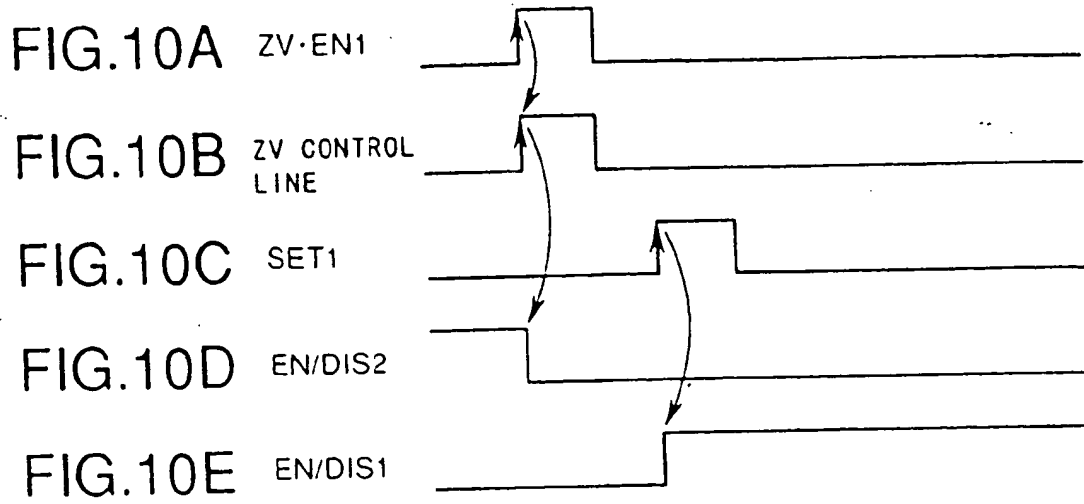 FIG.10A ZV·EN1
FIG.10B ZV CONTROL
LINE
FIG.10C SET1
FIG.10D EN/DIS2
FIG.10E EN/DIS1